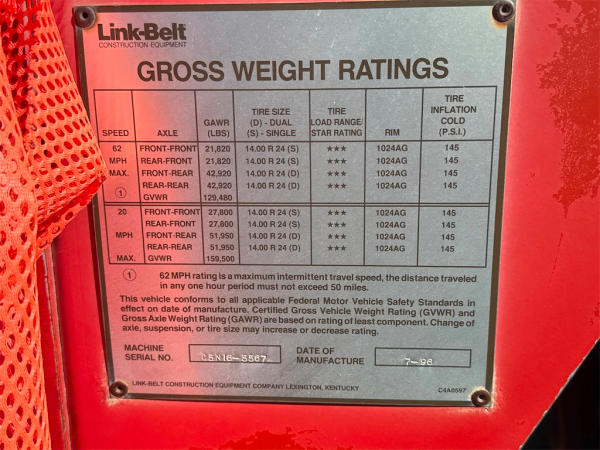 Link-Belt
CONSTRUCTION EQUIPMENT
GROSS WEIGHT RATINGS
SPEED AXLE GAWR (LBS) TIRE SIZE (D) - DUAL (S) - SINGLE TIRE LOAD RANGE/ STAR RATING RIM TIRE INFLATION COLD (P.S.I.)
62 FRONT-FRONT 21,820 14.00 R 24 (S) ★★★ 1024AG 145
MPH REAR-FRONT 21,820 14.00 R 24 (S) ★★★ 1024AG 145
MAX. FRONT-REAR 42,920 14.00 R 24 (D) ★★★ 1024AG 145
① REAR-REAR 42,920 14.00 R 24 (D) ★★★ 1024AG 145
GVWR 129,480
20 FRONT-FRONT 27,800 14.00 R 24 (S) ★★★ 1024AG 145
REAR-FRONT 27,800 14.00 R 24 (S) ★★★ 1024AG 145
MPH FRONT-REAR 51,950 14.00 R 24 (D) ★★★ 1024AG 145
REAR-REAR 51,950 14.00 R 24 (D) ★★★ 1024AG 145
MAX. GVWR 159,500
① 62 MPH rating is a maximum intermittent travel speed, the distance traveled
in any one hour period must not exceed 50 miles.
This vehicle conforms to all applicable Federal Motor Vehicle Safety Standards in
effect on date of manufacture. Certified Gross Vehicle Weight Rating (GVWR) and
Gross Axle Weight Rating (GAWR) are based on rating of least component. Change of
axle, suspension, or tire size may increase or decrease rating.
MACHINE SERIAL NO. DATE OF MANUFACTURE 7-96
LINK-BELT CONSTRUCTION EQUIPMENT COMPANY LEXINGTON, KENTUCKY C4A0597